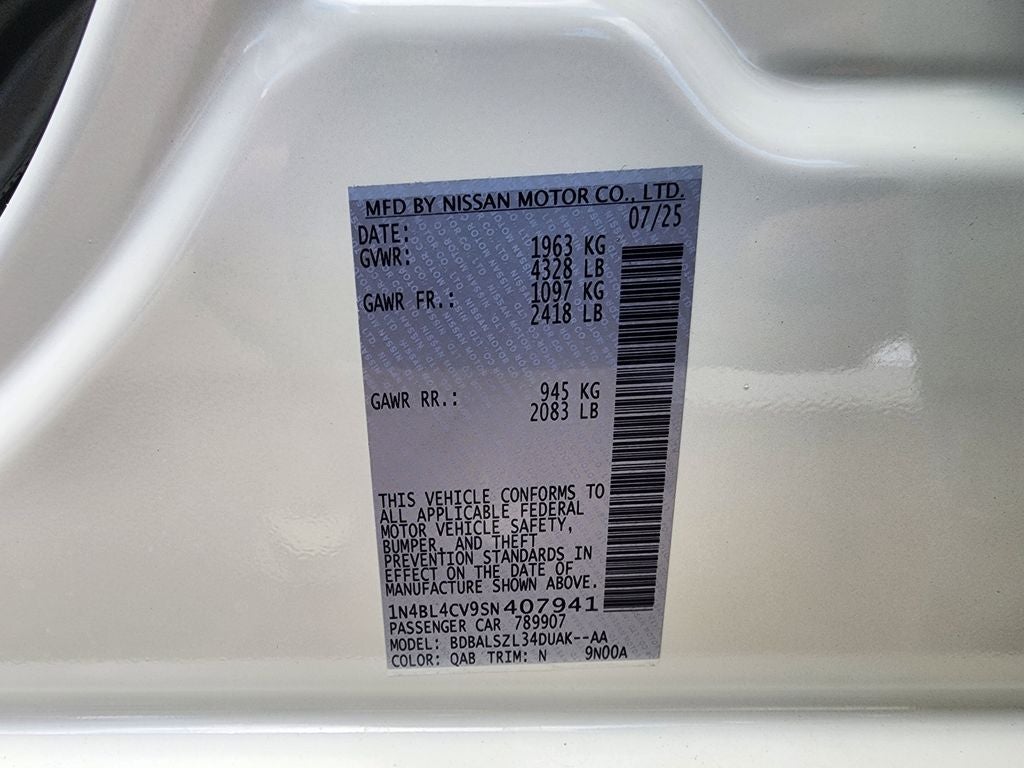 MFD BY NISSAN MOTOR CO., LTD.
DATE: 07/25
GVWR: 1963 KG
4328 LB
GAWR FR.: 1097 KG
2418 LB
GAWR RR.: 945 KG
2083 LB
THIS VEHICLE CONFORMS TO
ALL APPLICABLE FEDERAL
MOTOR VEHICLE SAFETY,
BUMPER, AND THEFT
PREVENTION STANDARDS IN
EFFECT ON THE DATE OF
MANUFACTURE SHOWN ABOVE.
1N4BL4CV9SN407941
PASSENGER CAR 789907
MODEL: BDBALSZL34DUAK--AA
COLOR: QAB TRIM: N 9N00A